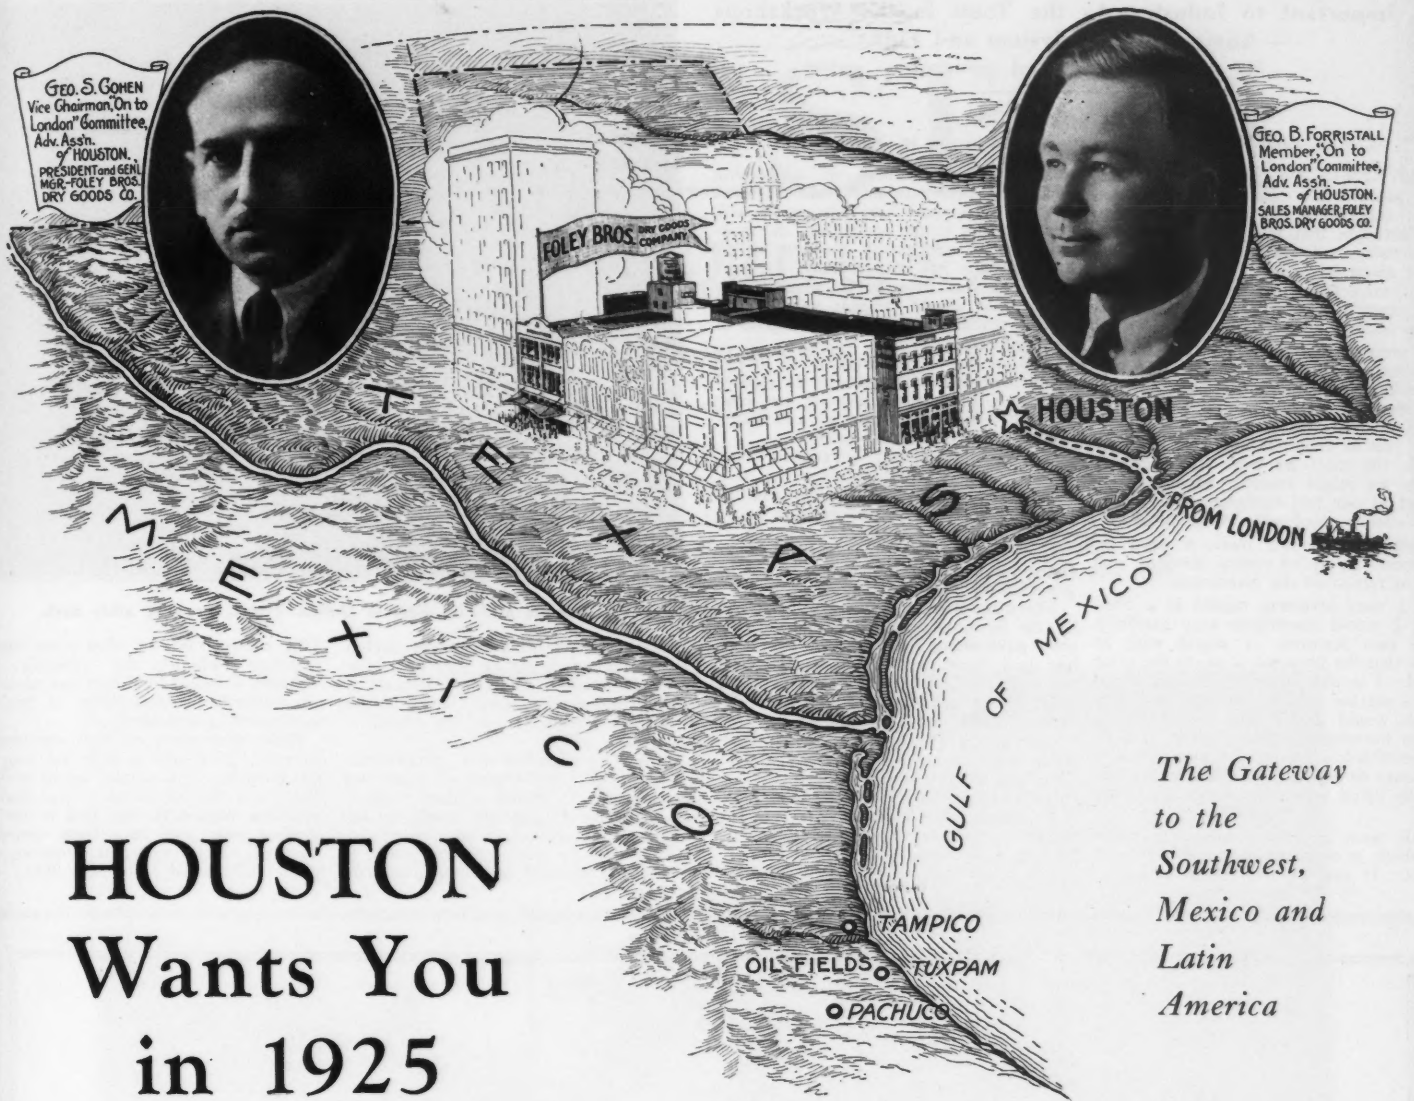 GEO. S. COHEN
Vice Chairman, "On to
London" Committee,
Adv. Ass'n.
of HOUSTON.,
PRESIDENT and GENL
MGR.-FOLEY BROS.
DRY GOODS CO.
GEO. B. FORRISTALL
Member, "On to
London" Committee,
Adv. Ass'n.
of HOUSTON.
SALES MANAGER, FOLEY
BROS. DRY GOODS CO.
FOLEY BROS. DRY GOODS
COMPANY
HOUSTON
FROM LONDON
TEXAS
MEXICO
GULF OF MEXICO
TAMPICO
OIL FIELDS
TUXPAM
PACHUCO
The Gateway
to the
Southwest,
Mexico and
Latin
America
HOUSTON
Wants You
in 1925